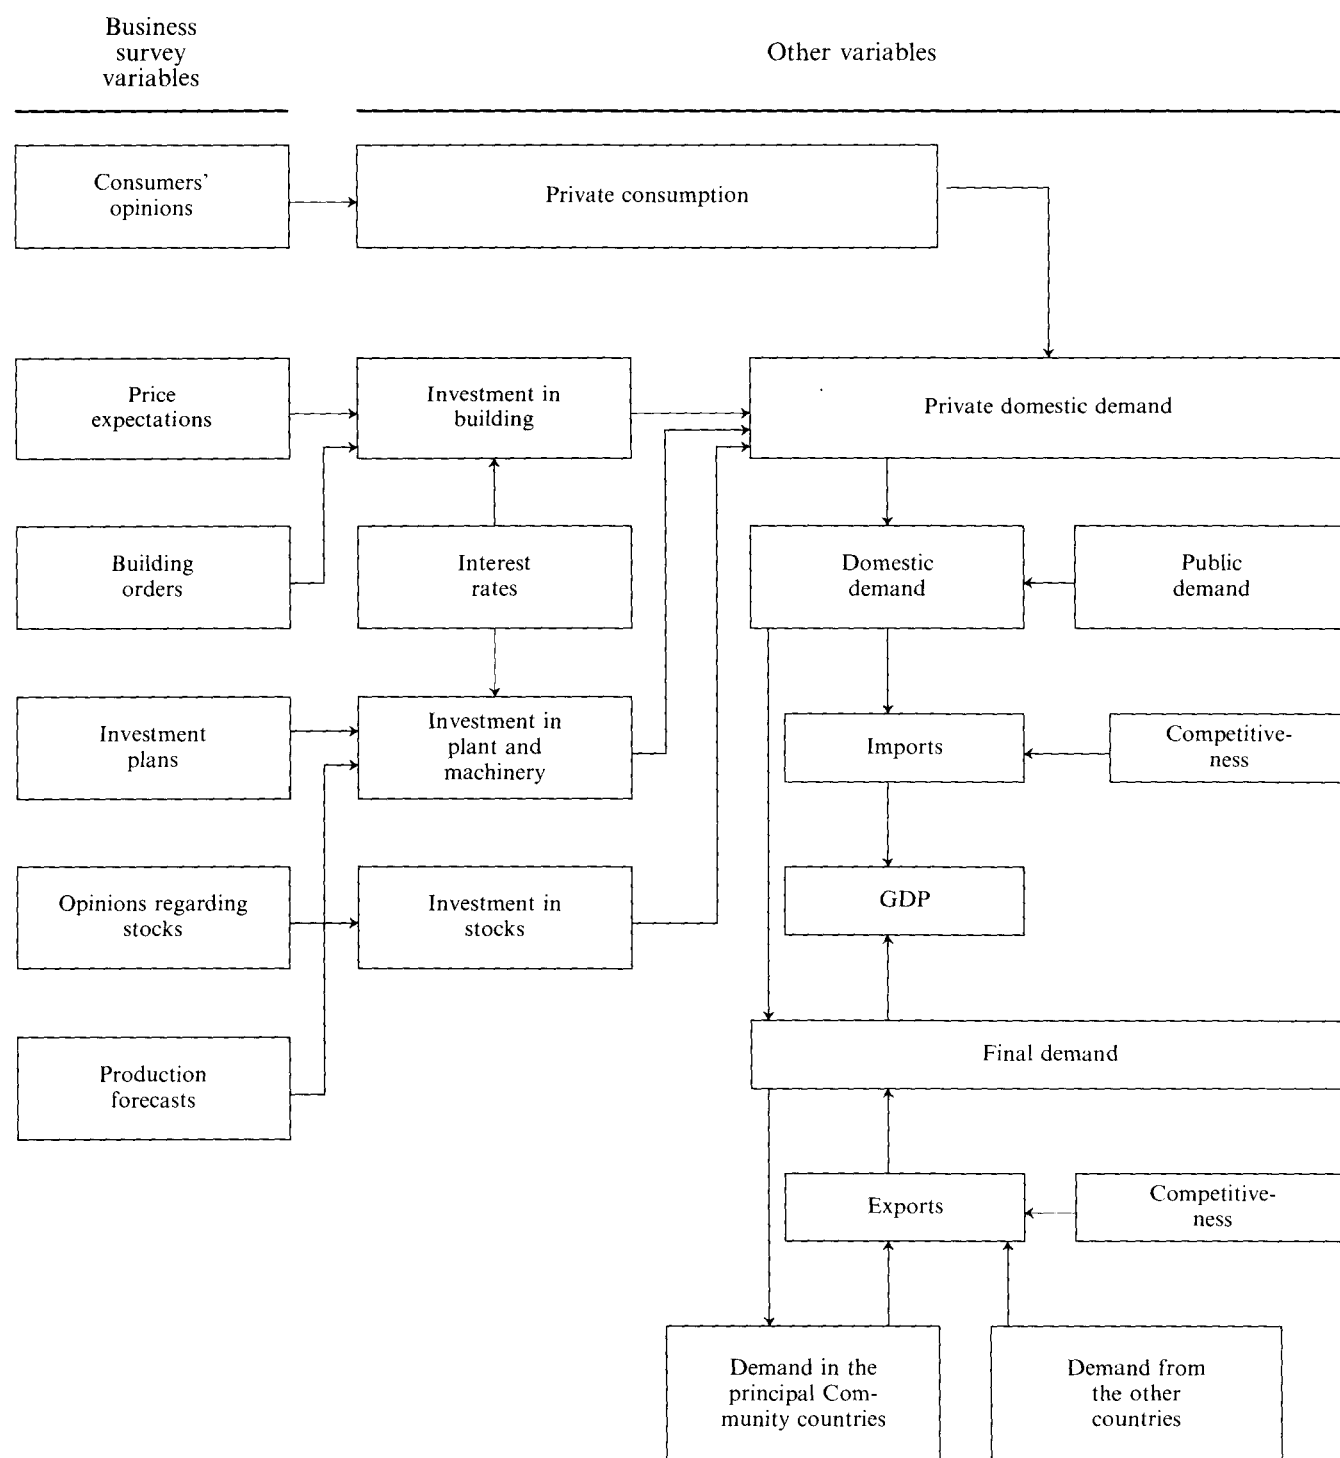 Business
survey
variables
Other variables
Consumers'
opinions
Private consumption
Price
expectations
Investment in
building
Private domestic demand
Building
orders
Interest
rates
Domestic
demand
Public
demand
Investment
plans
Investment in
plant and
machinery
Imports
Competitive-
ness
Opinions regarding
stocks
Investment in
stocks
GDP
Production
forecasts
Final demand
Exports
Competitive-
ness
Demand in the
principal Com-
munity countries
Demand from
the other
countries